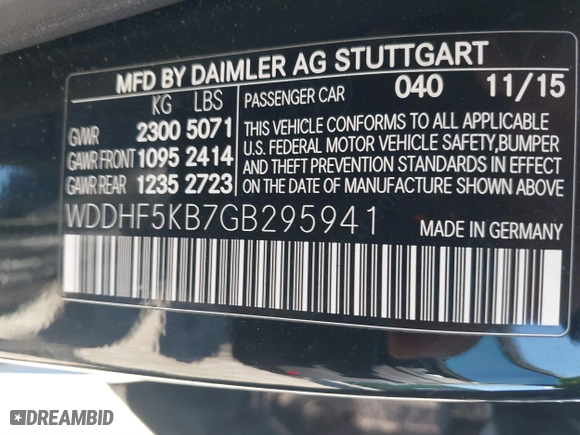 MFD BY DAIMLER AG STUTTGART
KG LBS PASSENGER CAR 040 11/15
GVWR 2300 5071
GAWR FRONT 1095 2414
GAWR REAR 1235 2723
THIS VEHICLE CONFORMS TO ALL APPLICABLE
U.S. FEDERAL MOTOR VEHICLE SAFETY,BUMPER
AND THEFT PREVENTION STANDARDS IN EFFECT
ON THE DATE OF MANUFACTURE SHOWN ABOVE.
WDDHF5KB7GB295941 MADE IN GERMANY
DREAMBID